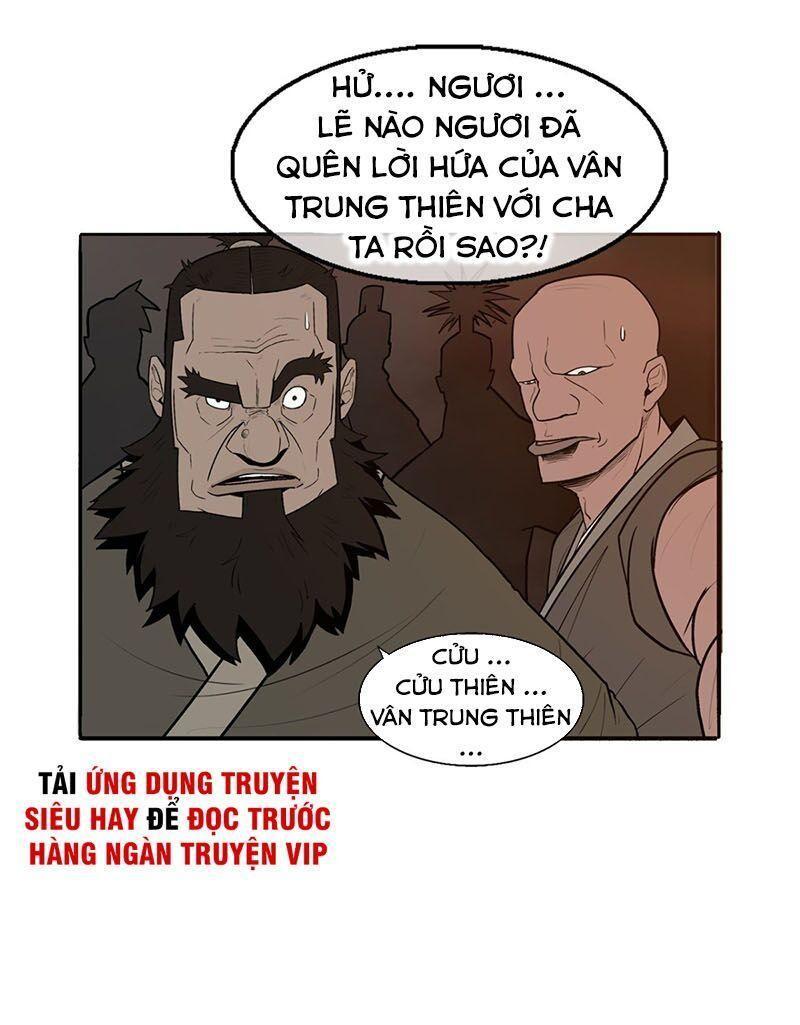 HỬ.... NGƯƠI ...
LẼ NÀO NGƯƠI ĐÃ
QUÊN LỜI HỨA CỦA VÂN
TRUNG THIÊN VỚI CHA
TA RỒI SAO?!
CỬU ...
CỬU THIÊN ...
VÂN TRUNG THIÊN
...
TẢI ỨNG DỤNG TRUYỆN
SIÊU HAY ĐỂ ĐỌC TRƯỚC
HÀNG NGÀN TRUYỆN VIP